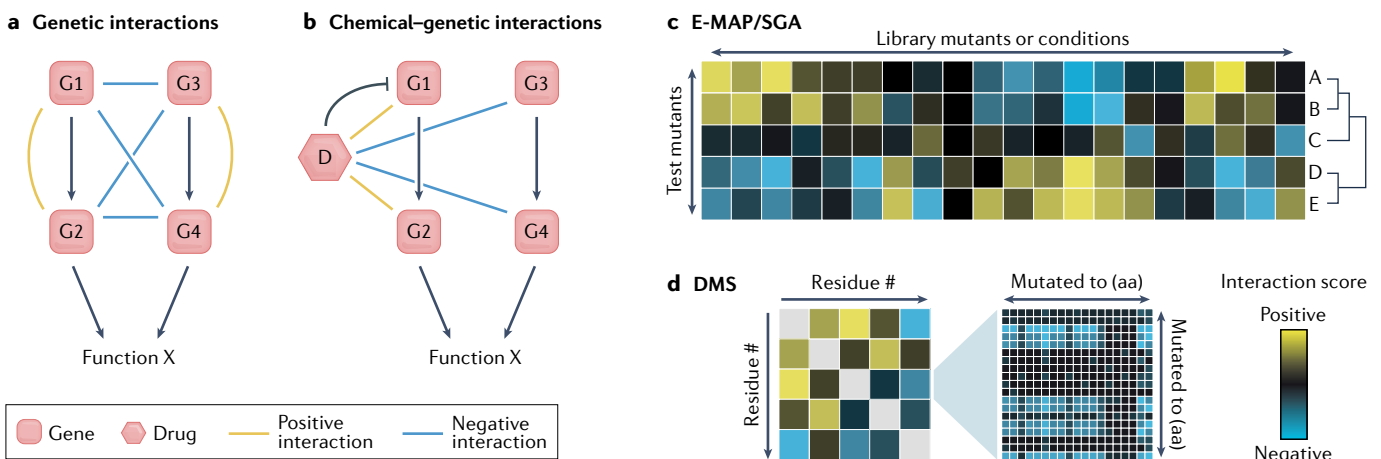 a Genetic interactions
G1
G3
G2
G4
Function X
b Chemical–genetic interactions
G1
G3
D
G2
G4
Function X
Gene
Drug
Positive
interaction
Negative
interaction
c E-MAP/SGA
Library mutants or conditions
Test mutants
A
B
C
D
E
d DMS
Residue #
Residue #
Mutated to (aa)
Mutated to (aa)
Interaction score
Positive
Negative